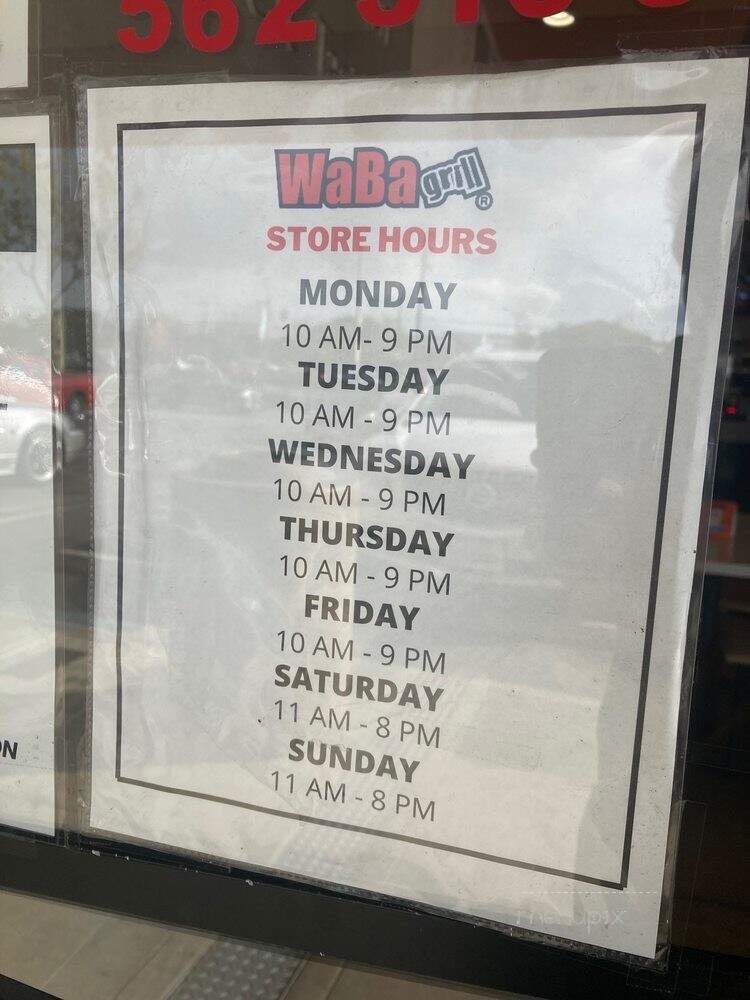 562
WaBa grill®
STORE HOURS
MONDAY
10 AM- 9 PM
TUESDAY
10 AM - 9 PM
WEDNESDAY
10 AM - 9 PM
THURSDAY
10 AM - 9 PM
FRIDAY
10 AM - 9 PM
SATURDAY
11 AM - 8 PM
SUNDAY
11 AM - 8 PM